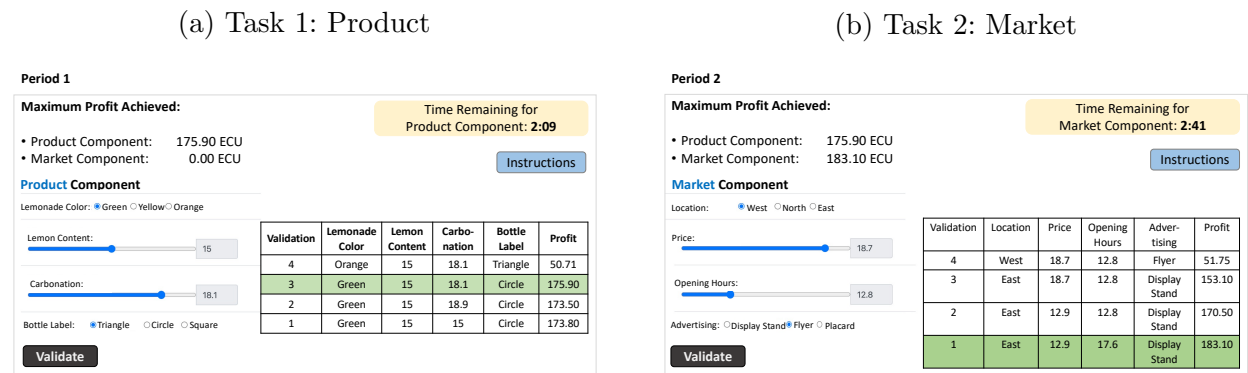 (a) Task 1: Product
Period 1
Maximum Profit Achieved:
• Product Component: 175.90 ECU
• Market Component: 0.00 ECU
Time Remaining for
Product Component: 2:09
Instructions
Product Component
Lemonade Color: Green Yellow Orange
Lemon Content: 15
Carbonation: 18.1
Bottle Label: Triangle Circle Square
Validate
Validation Lemonade Color Lemon Content Carbo-nation Bottle Label Profit
4 Orange 15 18.1 Triangle 50.71
3 Green 15 18.1 Circle 175.90
2 Green 15 18.9 Circle 173.50
1 Green 15 15 Circle 173.80
(b) Task 2: Market
Period 2
Maximum Profit Achieved:
• Product Component: 175.90 ECU
• Market Component: 183.10 ECU
Time Remaining for
Market Component: 2:41
Instructions
Market Component
Location: West North East
Price: 18.7
Opening Hours: 12.8
Advertising: Display Stand Flyer Placard
Validate
Validation Location Price Opening Hours Adver-tising Profit
4 West 18.7 12.8 Flyer 51.75
3 East 18.7 12.8 Display Stand 153.10
2 East 12.9 12.8 Display Stand 170.50
1 East 12.9 17.6 Display Stand 183.10